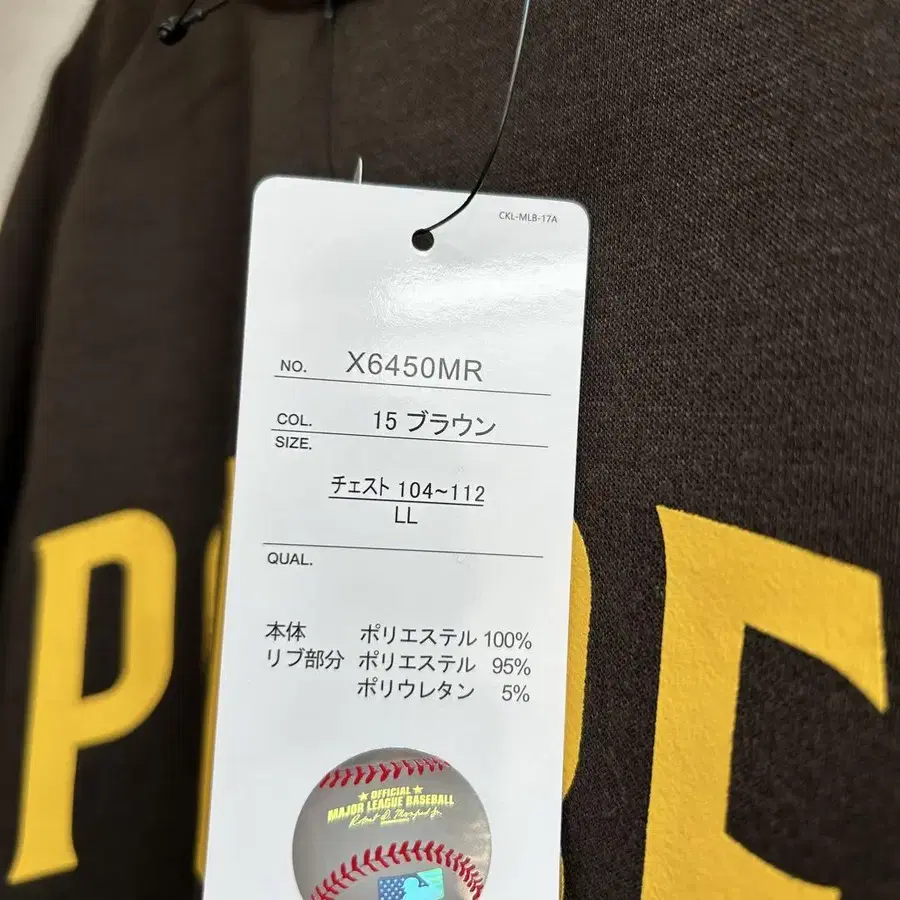 CKL-MLB-17A
NO. X6450MR
COL. 15 ブラウン
SIZE.
チェスト 104~112
LL
QUAL.
本体 ポリエステル 100%
リブ部分 ポリエステル 95%
ポリウレタン 5%
★ OFFICIAL ★
MAJOR LEAGUE BASEBALL
P